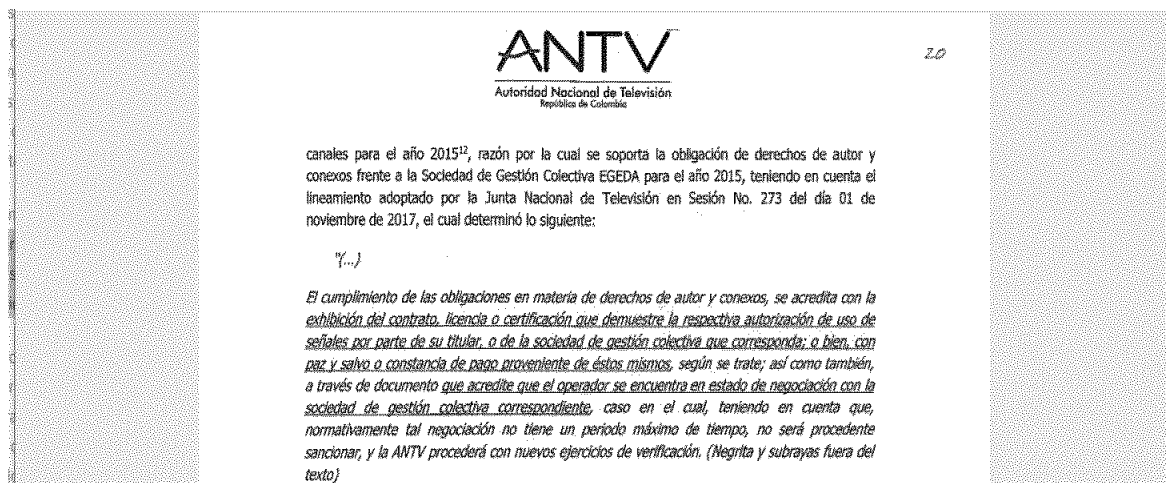 ANTV
Autoridad Nacional de Televisión
República de Colombia
20
canales para el año 2015¹², razón por la cual se soporta la obligación de derechos de autor y
conexos frente a la Sociedad de Gestión Colectiva EGEDA para el año 2015, teniendo en cuenta el
lineamiento adoptado por la Junta Nacional de Televisión en Sesión No. 273 del día 01 de
noviembre de 2017, el cual determinó lo siguiente:
"(...)
El cumplimiento de las obligaciones en materia de derechos de autor y conexos, se acredita con la
exhibición del contrato, licencia o certificación que demuestre la respectiva autorización de uso de
señales por parte de su titular, o de la sociedad de gestión colectiva que corresponda; o bien, con
paz y salvo o constancia de pago proveniente de éstos mismos, según se trate; así como también,
a través de documento que acredite que el operador se encuentra en estado de negociación con la
sociedad de gestión colectiva correspondiente, caso en el cual, teniendo en cuenta que,
normativamente tal negociación no tiene un periodo máximo de tiempo, no será procedente
sancionar, y la ANTV procederá con nuevos ejercicios de verificación. (Negrita y subrayas fuera del
texto)